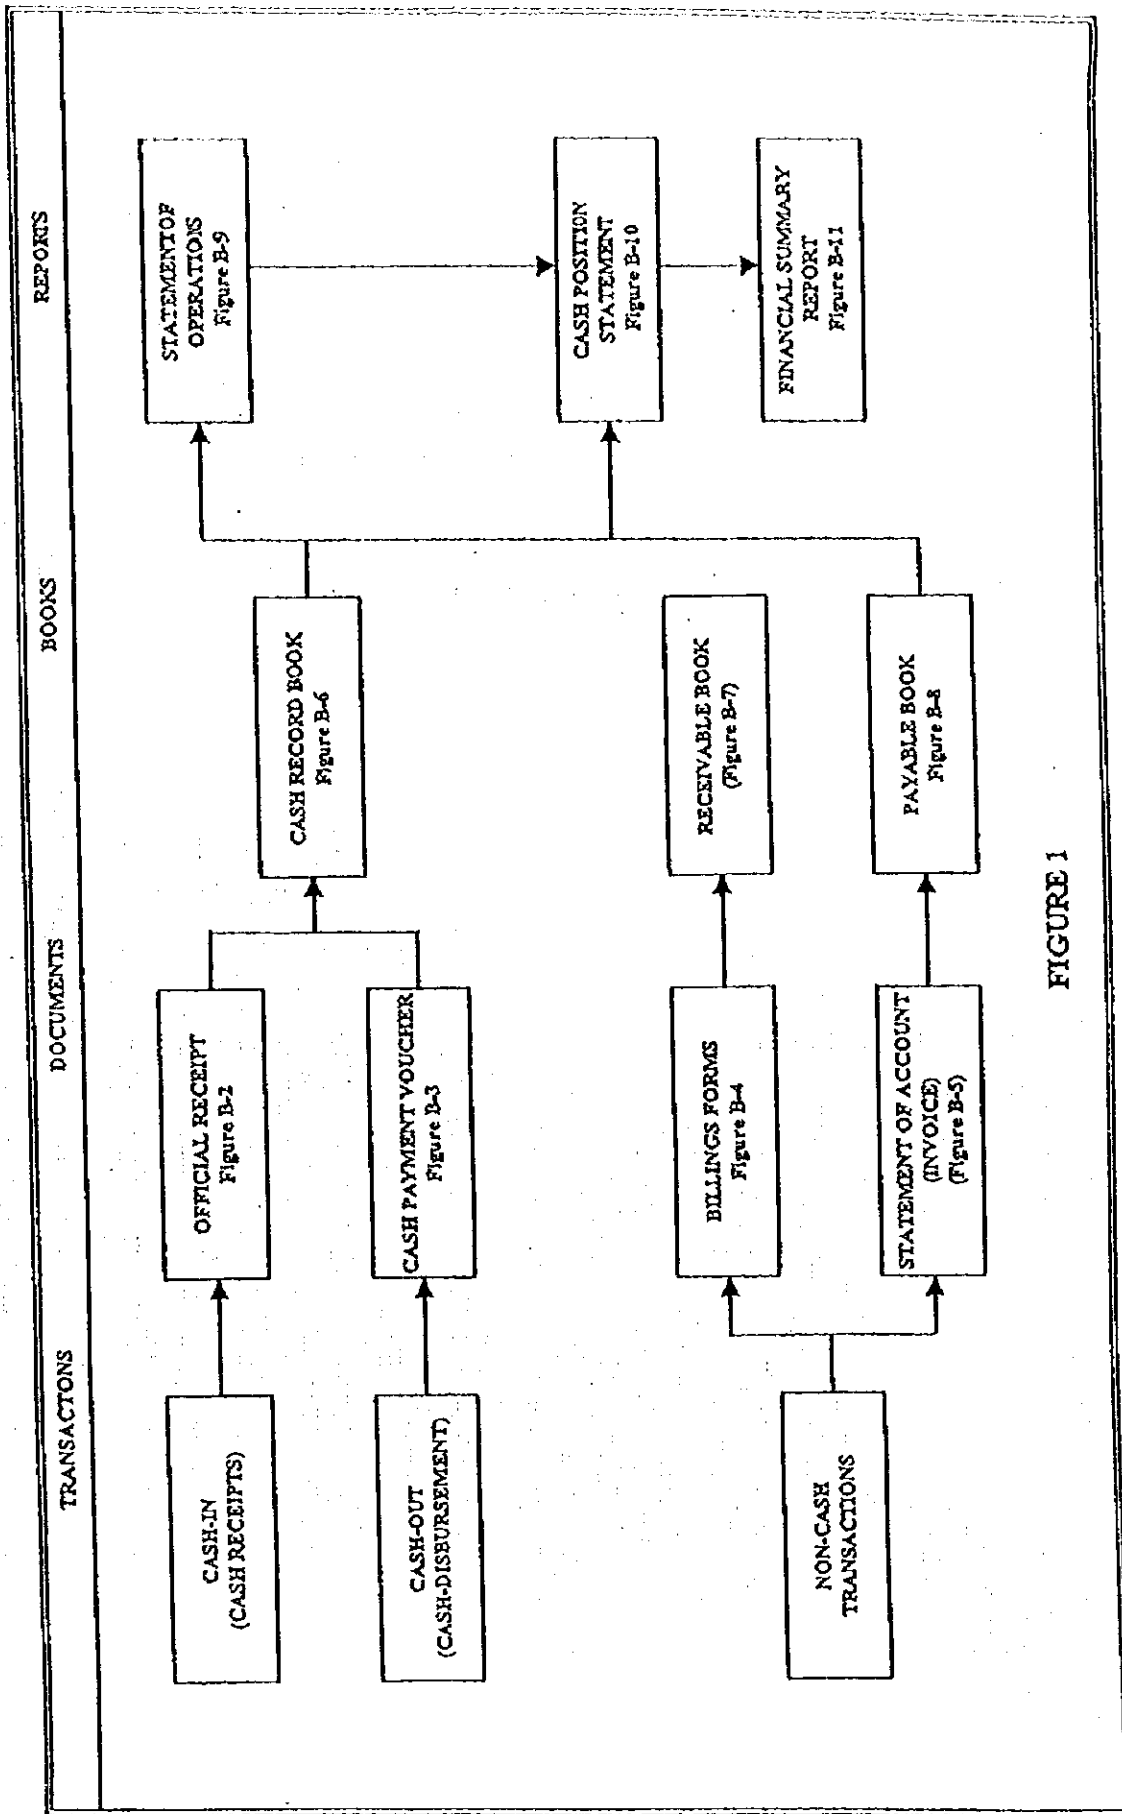 TRANSACTONS
DOCUMENTS
BOOKS
REPORTS
CASH-IN
(CASH RECEIPTS)
OFFICIAL RECEIPT
Figure B-2
CASH-OUT
(CASH-DISBURSEMENT)
CASH PAYMENT VOUCHER
Figure B-3
CASH RECORD BOOK
Figure B-6
STATEMENT OF
OPERATIONS
Figure B-9
NON-CASH
TRANSACTIONS
BILLINGS FORMS
Figure B-4
RECEIVABLE BOOK
(Figure B-7)
CASH POSITION
STATEMENT
Figure B-10
STATEMENT OF ACCOUNT
(INVOICE)
(Figure B-5)
PAYABLE BOOK
Figure B-8
FINANCIAL SUMMARY
REPORT
Figure B-11
FIGURE 1